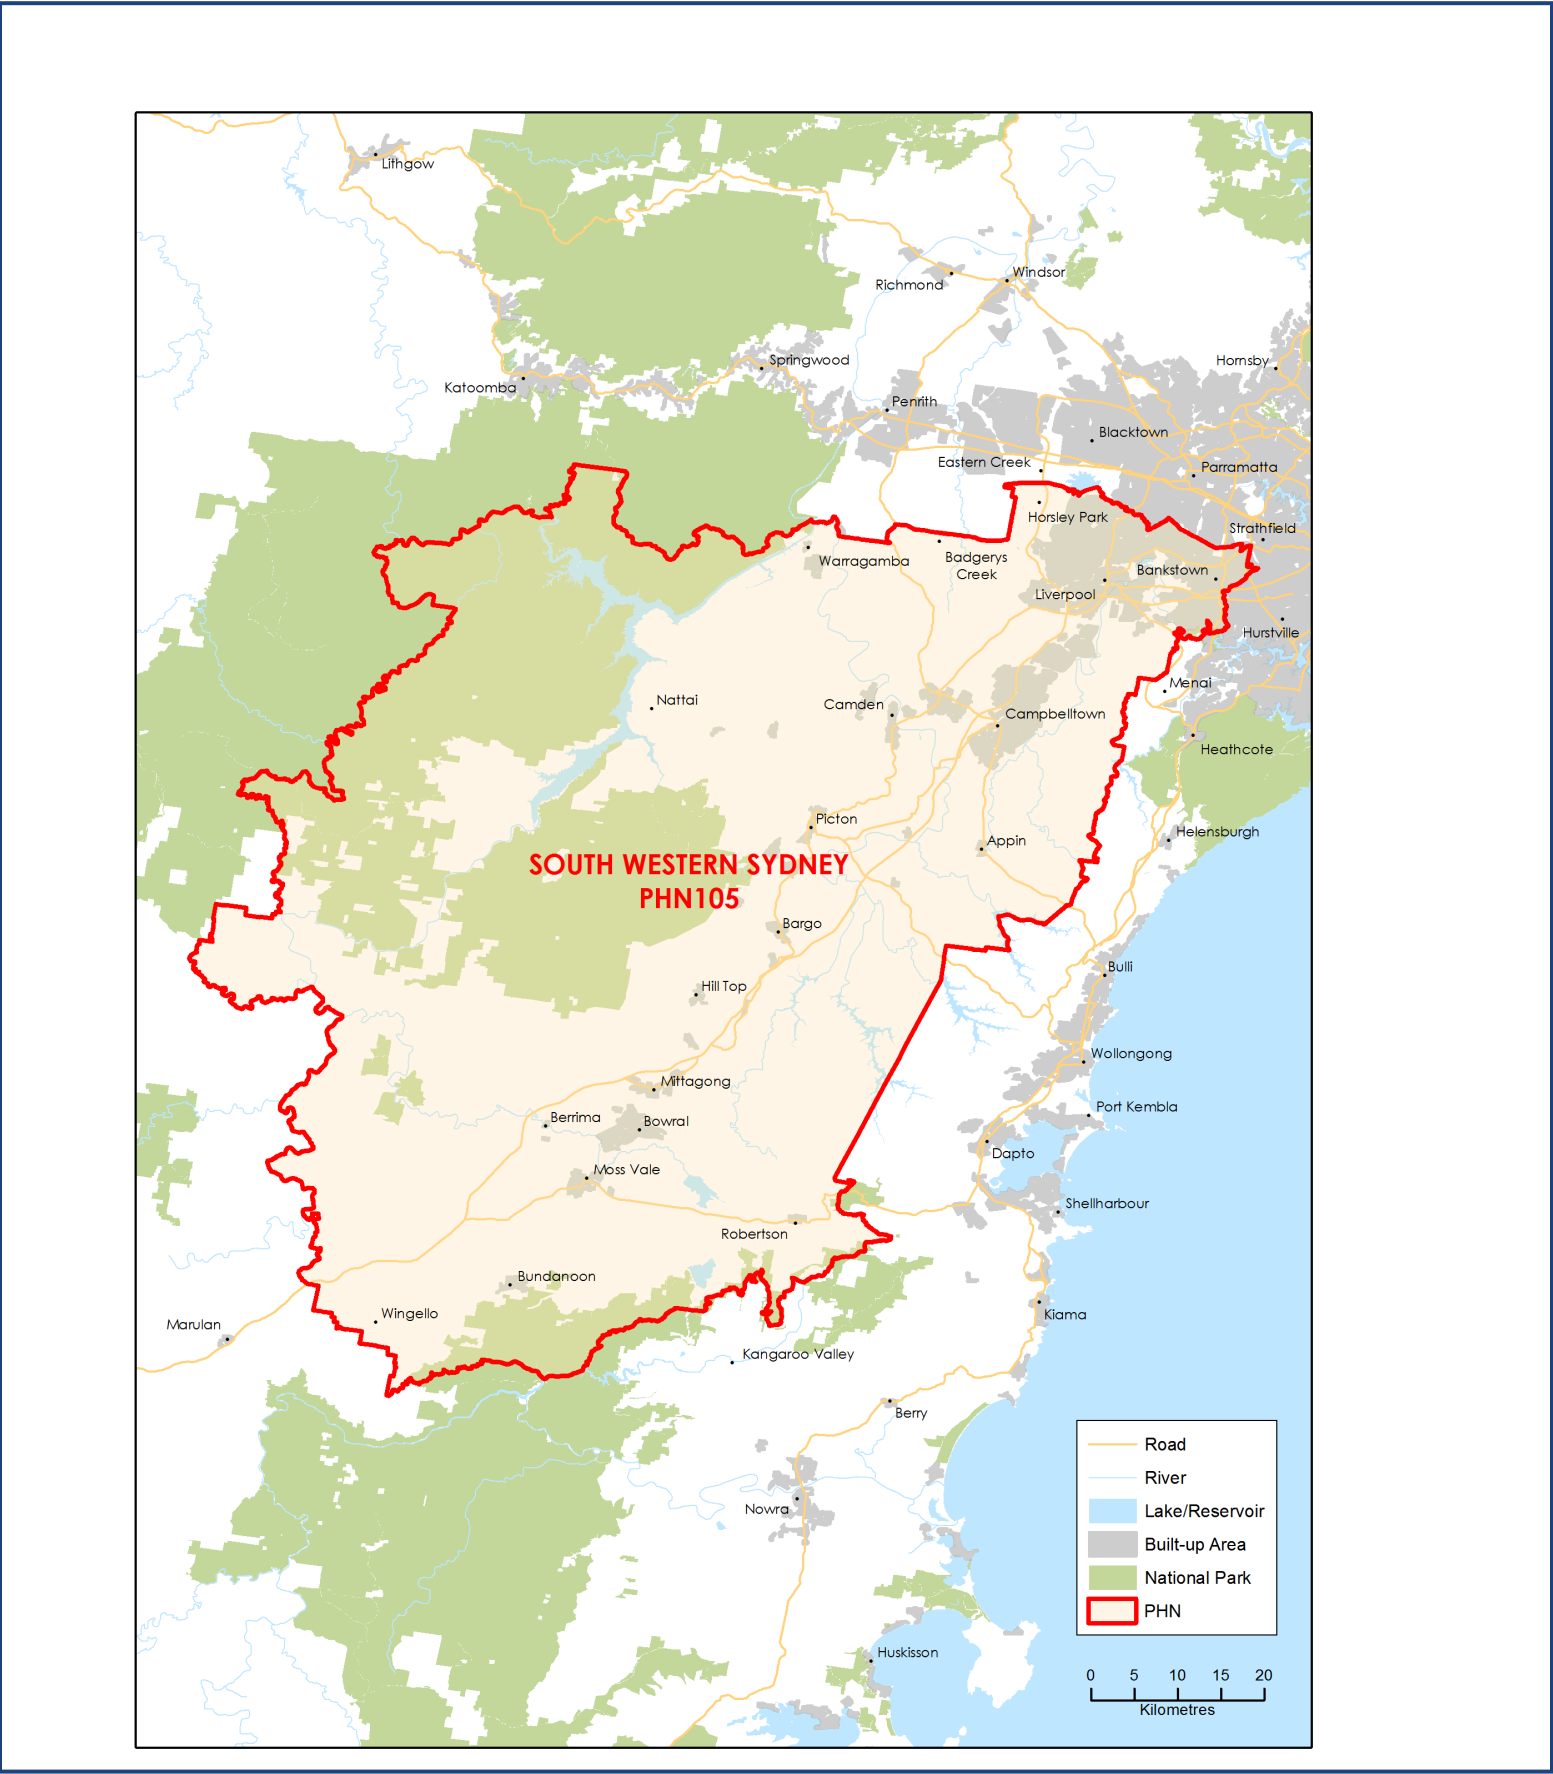 Lithgow
Windsor
Richmond
Springwood
Hornsby
Katoomba
Penrith
Blacktown
Eastern Creek
Parramatta
Horsley Park
Strathfield
Warragamba
Badgerys
Creek
Bankstown
Liverpool
Hurstville
Menai
Nattai
Camden
Campbelltown
Heathcote
Picton
Helensburgh
Appin
SOUTH WESTERN SYDNEY
PHN105
Bargo
Bulli
Hill Top
Wollongong
Mittagong
Port Kembla
Berrima
Bowral
Dapto
Moss Vale
Shellharbour
Robertson
Bundanoon
Wingello
Kiama
Marulan
Kangaroo Valley
Berry
Nowra
Huskisson
Road
River
Lake/Reservoir
Built-up Area
National Park
PHN
0 5 10 15 20
Kilometres